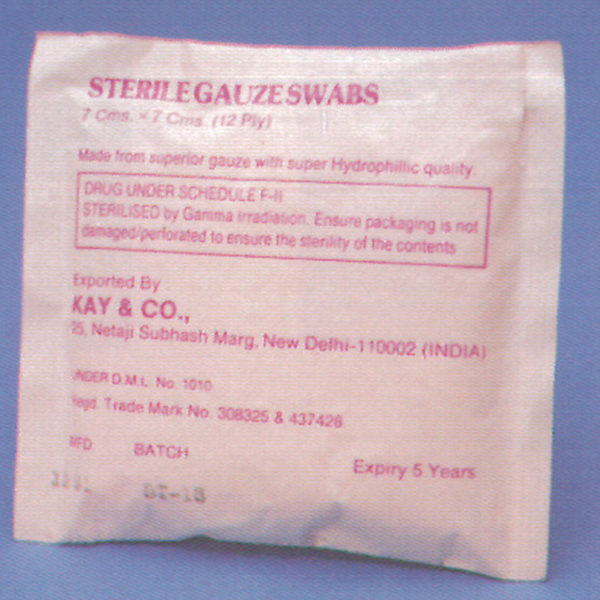 STERILE GAUZE SWABS
7 Cms. × 7 Cms. (12 Ply)
Made from superior gauze with super Hydrophillic quality
DRUG UNDER SCHEDULE F-II
STERILISED by Gamma Irradiation. Ensure packaging is not
damaged/perforated to ensure the sterility of the contents
Exported By
KAY & CO.,
25, Netaji Subhash Marg, New Delhi-110002 (INDIA)
UNDER D.M.L. No. 1010
Regd. Trade Mark No. 308325 & 437426
MFD BATCH
Expiry 5 Years